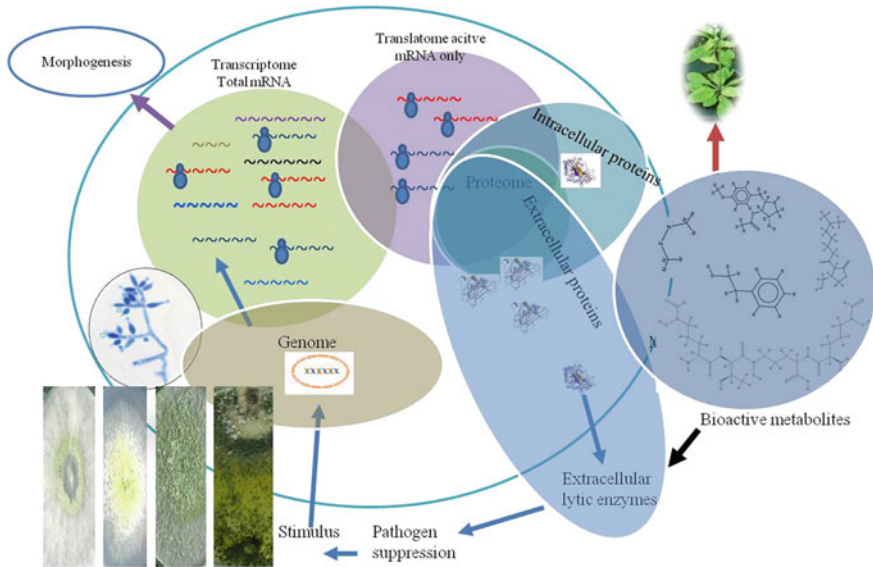 Morphogenesis
Transcriptome
Total mRNA
Translatome acitve
mRNA only
Intracellular proteins
Proteome
Extracellular proteins
Genome
XXXXXX
Bioactive metabolites
Extracellular
lytic enzymes
Stimulus
Pathogen
suppression